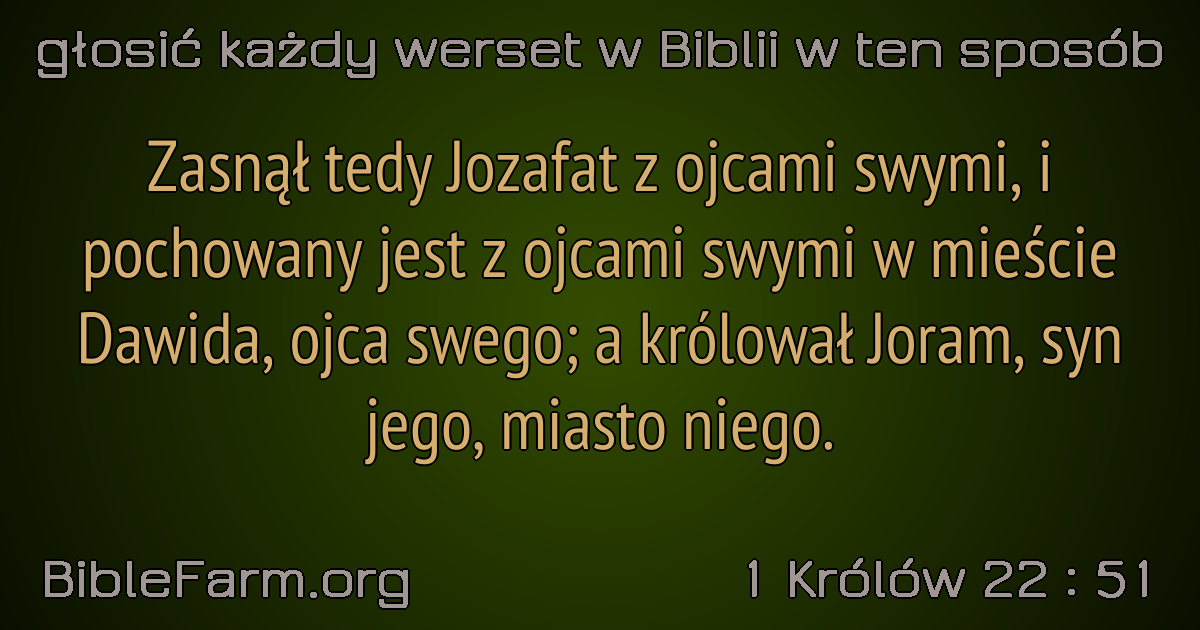 głosić każdy werset w Biblii w ten sposób
Zasnął tedy Jozafat z ojcami swymi, i
pochowany jest z ojcami swymi w mieście
Dawida, ojca swego; a królował Joram, syn
jego, miasto niego.
BibleFarm.org
1 Królów 22 : 51